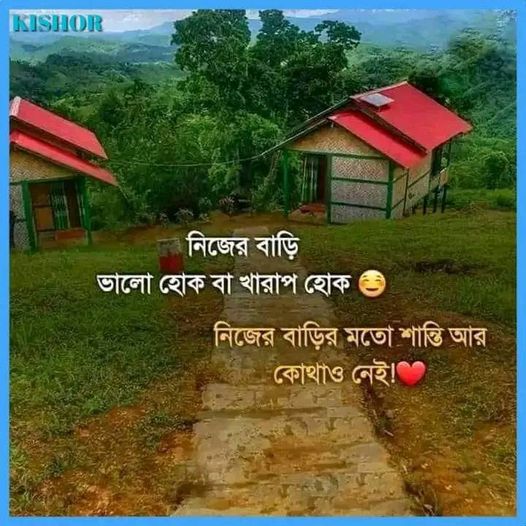 KISHOR
নিজের বাড়ি
ভালো হোক বা খারাপ হোক 😊
নিজের বাড়ির মতো শান্তি আর
কোথাও নেই!❤️